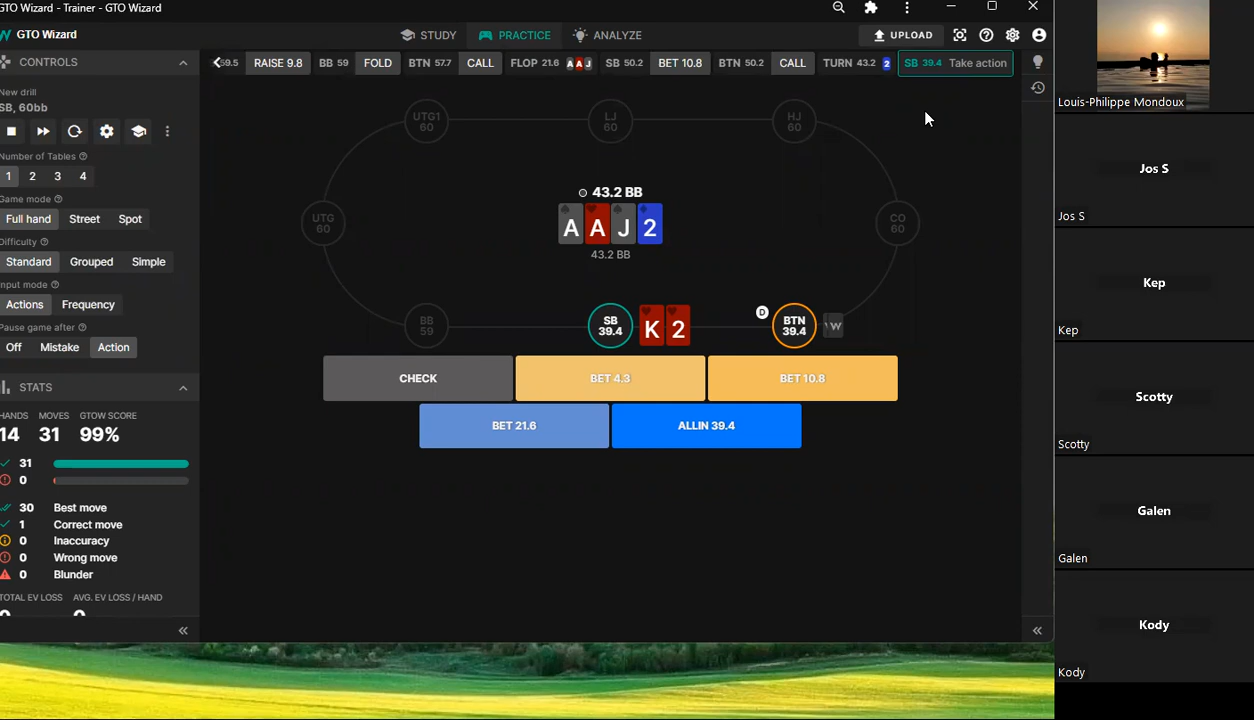 GTO Wizard - Trainer - GTO Wizard
GTO Wizard
STUDY
PRACTICE
ANALYZE
UPLOAD
CONTROLS
59.5 RAISE 9.8 BB 59 FOLD BTN 57.7 CALL FLOP 21.6 A A J SB 50.2 BET 10.8 BTN 50.2 CALL TURN 43.2 2 SB 39.4 Take action
New drill
SB, 60bb
Number of Tables
1 2 3 4
Game mode
Full hand Street Spot
Difficulty
Standard Grouped Simple
Input mode
Actions Frequency
Pause game after
Off Mistake Action
STATS
HANDS MOVES GTOW SCORE
14 31 99%
31
0
30 Best move
1 Correct move
0 Inaccuracy
0 Wrong move
0 Blunder
TOTAL EV LOSS AVG. EV LOSS / HAND
UTG1
60
LJ
60
HJ
60
UTG
60
CO
60
43.2 BB
A A J 2
43.2 BB
BB
59
SB
39.4
K 2
D
BTN
39.4
W
CHECK
BET 4.3
BET 10.8
BET 21.6
ALLIN 39.4
Louis-Philippe Mondoux
Jos S
Jos S
Kep
Kep
Scotty
Scotty
Galen
Galen
Kody
Kody